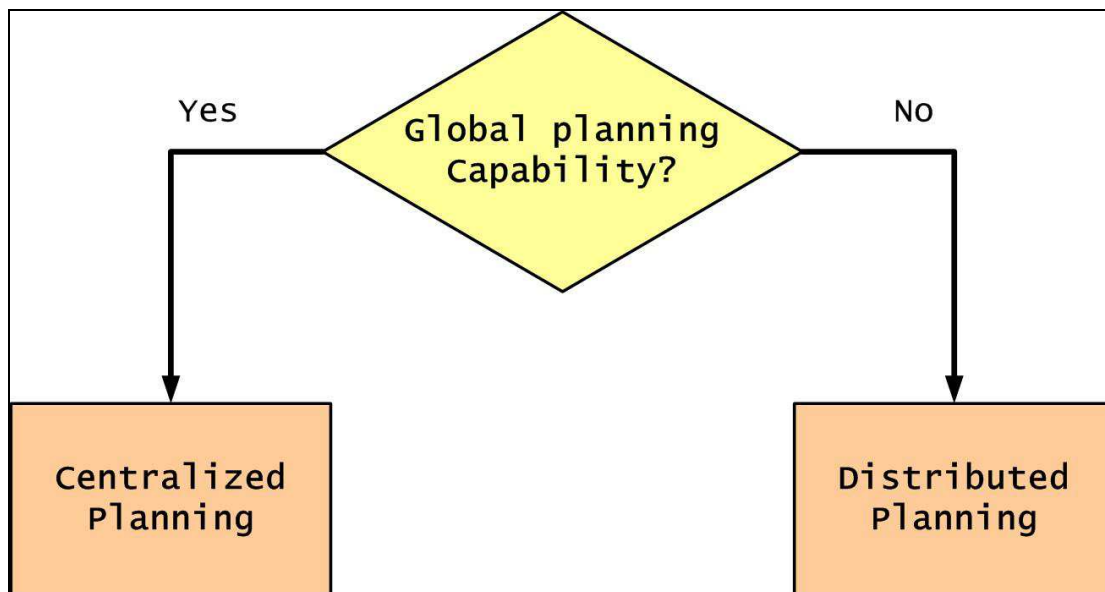 Yes
Global planning
Capability?
No
Centralized
Planning
Distributed
Planning